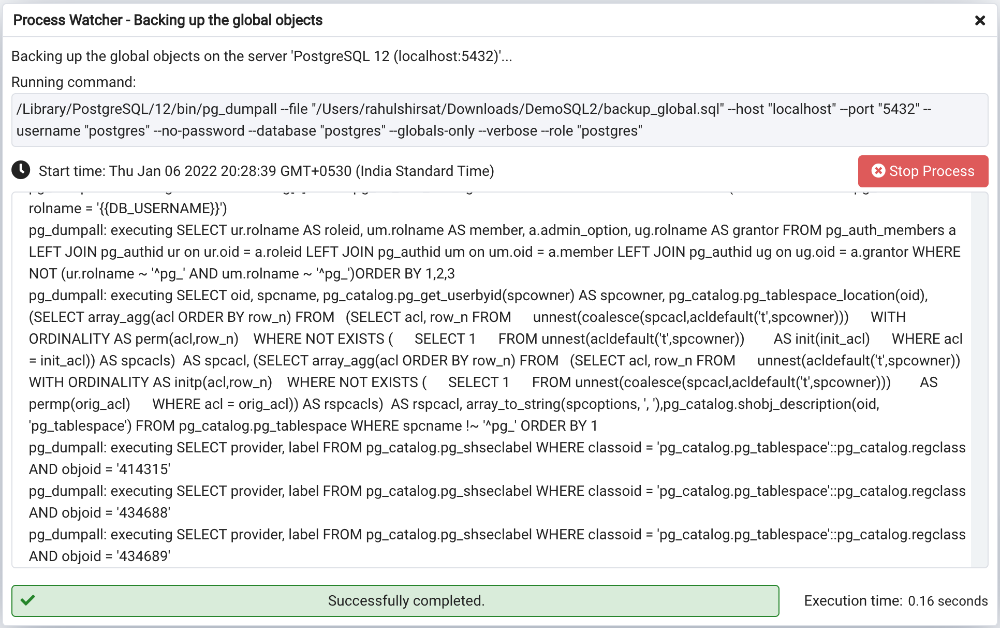 Process Watcher - Backing up the global objects
Backing up the global objects on the server 'PostgreSQL 12 (localhost:5432)'...
Running command:
/Library/PostgreSQL/12/bin/pg_dumpall --file "/Users/rahulshirsat/Downloads/DemoSQL2/backup_global.sql" --host "localhost" --port "5432" --
username "postgres" --no-password --database "postgres" --globals-only --verbose --role "postgres"
Start time: Thu Jan 06 2022 20:28:39 GMT+0530 (India Standard Time)
Stop Process
rolname = '{{DB_USERNAME}}')
pg_dumpall: executing SELECT ur.rolname AS roleid, um.rolname AS member, a.admin_option, ug.rolname AS grantor FROM pg_auth_members a
LEFT JOIN pg_authid ur on ur.oid = a.roleid LEFT JOIN pg_authid um on um.oid = a.member LEFT JOIN pg_authid ug on ug.oid = a.grantor WHERE
NOT (ur.rolname ~ '^pg_' AND um.rolname ~ '^pg_')ORDER BY 1,2,3
pg_dumpall: executing SELECT oid, spcname, pg_catalog.pg_get_userbyid(spcowner) AS spcowner, pg_catalog.pg_tablespace_location(oid),
(SELECT array_agg(acl ORDER BY row_n) FROM (SELECT acl, row_n FROM unnest(coalesce(spcacl,acldefault('t',spcowner))) WITH
ORDINALITY AS perm(acl,row_n) WHERE NOT EXISTS ( SELECT 1 FROM unnest(acldefault('t',spcowner)) AS init(init_acl) WHERE acl
= init_acl)) AS spcacls) AS spcacl, (SELECT array_agg(acl ORDER BY row_n) FROM (SELECT acl, row_n FROM unnest(acldefault('t',spcowner))
WITH ORDINALITY AS initp(acl,row_n) WHERE NOT EXISTS ( SELECT 1 FROM unnest(coalesce(spcacl,acldefault('t',spcowner))) AS
permp(orig_acl) WHERE acl = orig_acl)) AS rspcacls) AS rspcacl, array_to_string(spcoptions, ', '),pg_catalog.shobj_description(oid,
'pg_tablespace') FROM pg_catalog.pg_tablespace WHERE spcname !~ '^pg_' ORDER BY 1
pg_dumpall: executing SELECT provider, label FROM pg_catalog.pg_shseclabel WHERE classoid = 'pg_catalog.pg_tablespace'::pg_catalog.regclass
AND objoid = '414315'
pg_dumpall: executing SELECT provider, label FROM pg_catalog.pg_shseclabel WHERE classoid = 'pg_catalog.pg_tablespace'::pg_catalog.regclass
AND objoid = '434688'
pg_dumpall: executing SELECT provider, label FROM pg_catalog.pg_shseclabel WHERE classoid = 'pg_catalog.pg_tablespace'::pg_catalog.regclass
AND objoid = '434689'
Successfully completed.
Execution time: 0.16 seconds